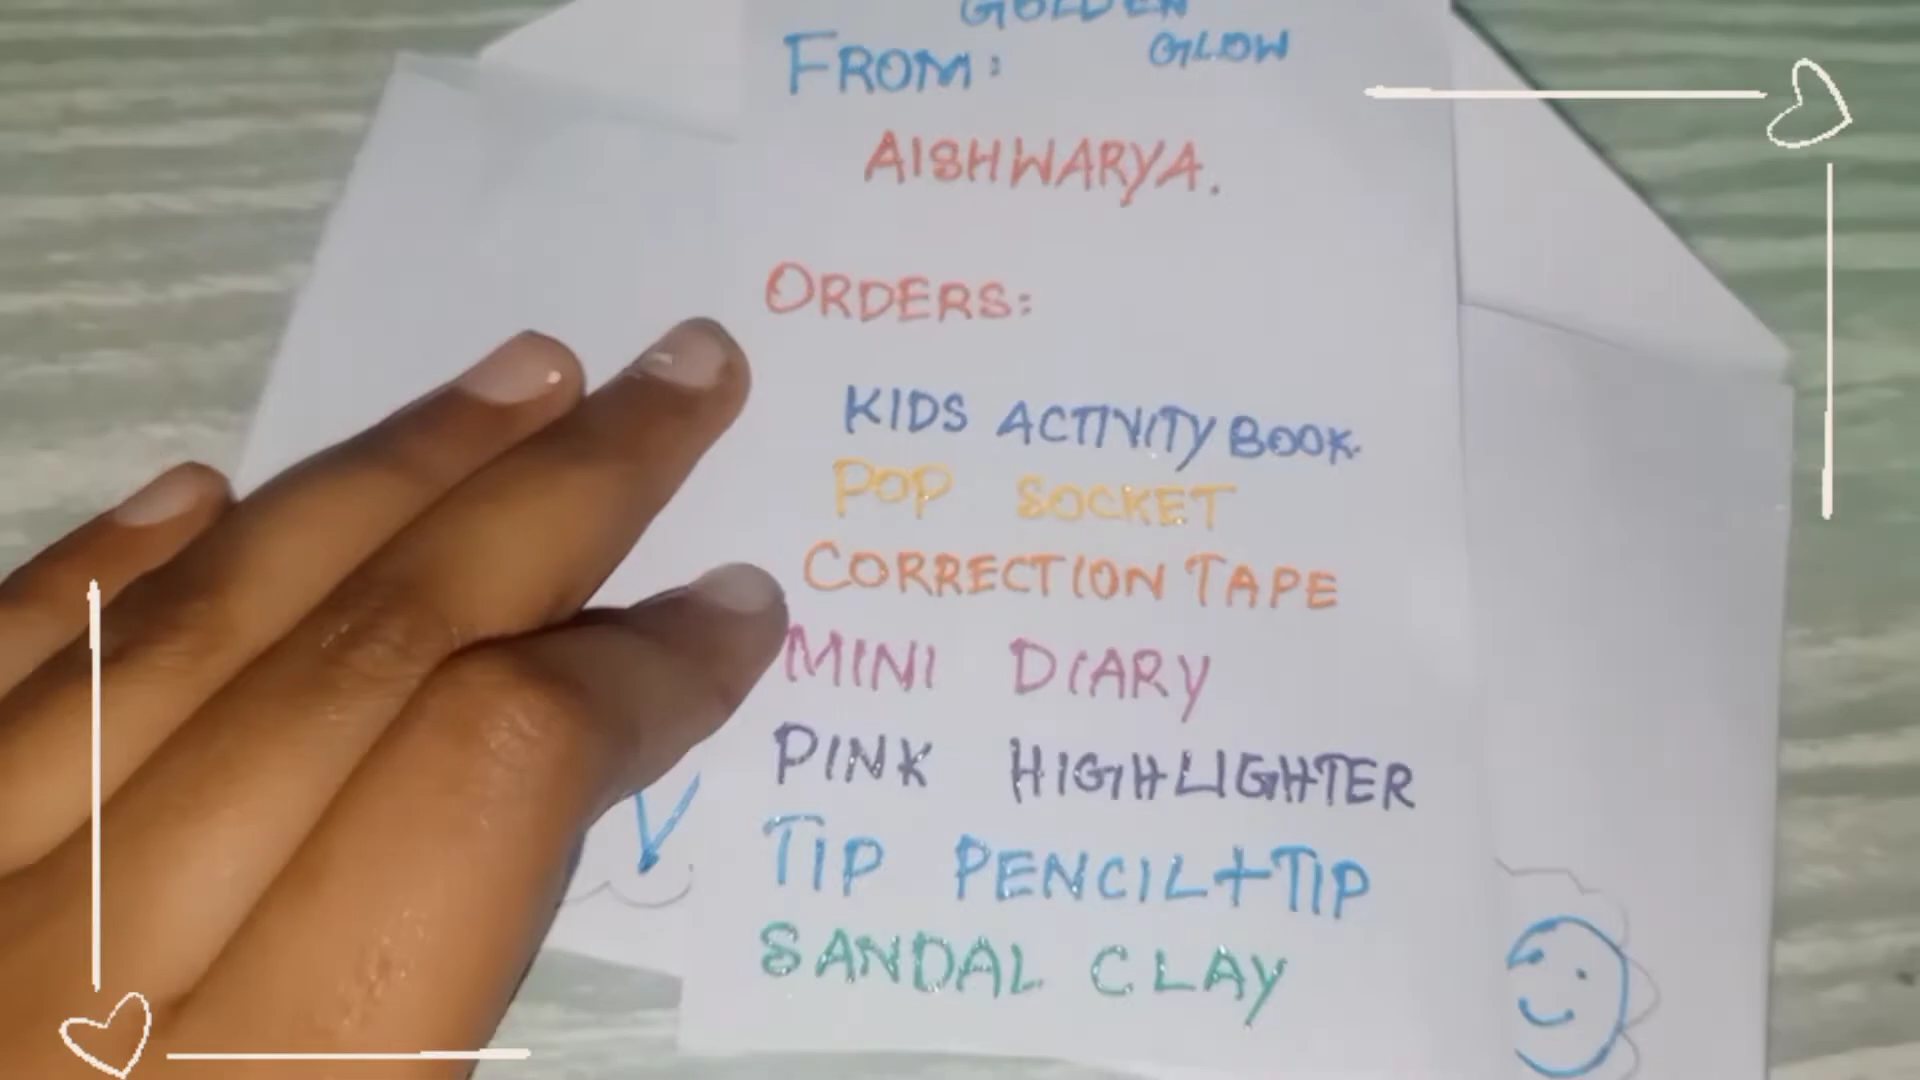 GOLDEN
GLOW
FROM:
AISHWARYA.
ORDERS:
KIDS ACTIVITY BOOK.
POP SOCKET
CORRECTION TAPE
MINI DIARY
PINK HIGHLIGHTER
TIP PENCIL+TIP
SANDAL CLAY